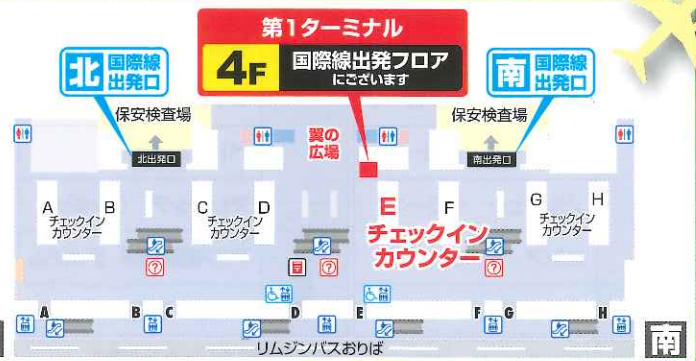 第1ターミナル
4F 国際線出発フロア
にございます
北 国際線
出発口
南 国際線
出発口
保安検査場
保安検査場
北出発口
翼の
広場
南出発口
A B
チェックイン
カウンター
C D
チェックイン
カウンター
E F
チェックイン
カウンター
G H
チェックイン
カウンター
A B C D E F G H
リムジンバスおりば
南